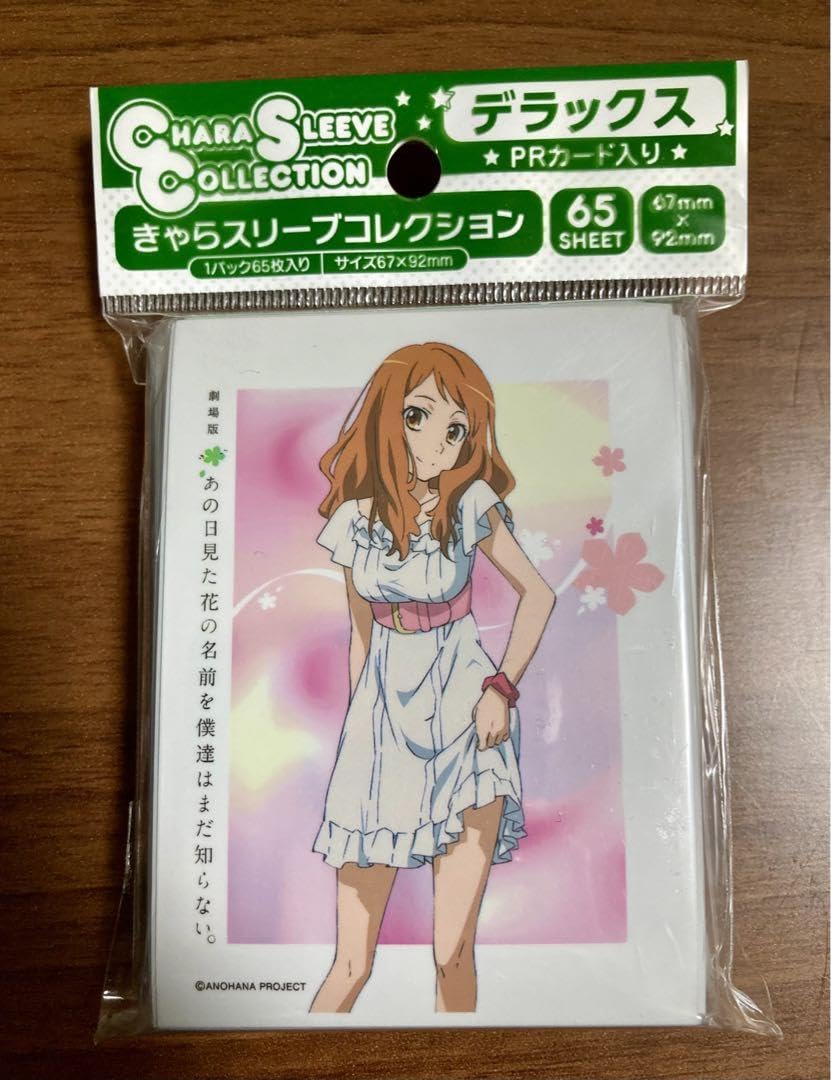 CHARA SLEEVE
COLLECTION
デラックス
★ PRカード入り ★
きゃらスリーブコレクション
65
SHEET
67mm
×
92mm
1パック65枚入り
サイズ67×92mm
劇場版
あの日見た花の名前を僕達はまだ知らない。
©ANOHANA PROJECT